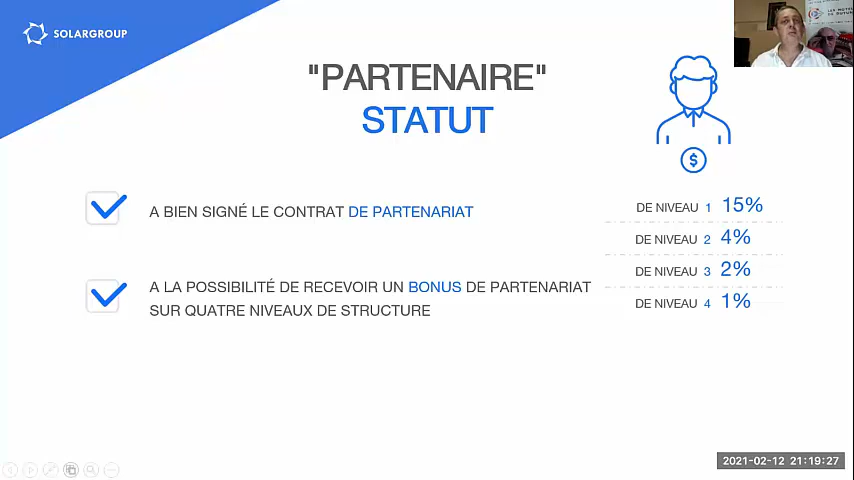 SOLARGROUP
"PARTENAIRE"
STATUT
$
A BIEN SIGNÉ LE CONTRAT DE PARTENARIAT
A LA POSSIBILITÉ DE RECEVOIR UN BONUS DE PARTENARIAT
SUR QUATRE NIVEAUX DE STRUCTURE
DE NIVEAU 1 15%
DE NIVEAU 2 4%
DE NIVEAU 3 2%
DE NIVEAU 4 1%
2021-02-12 21:19:27